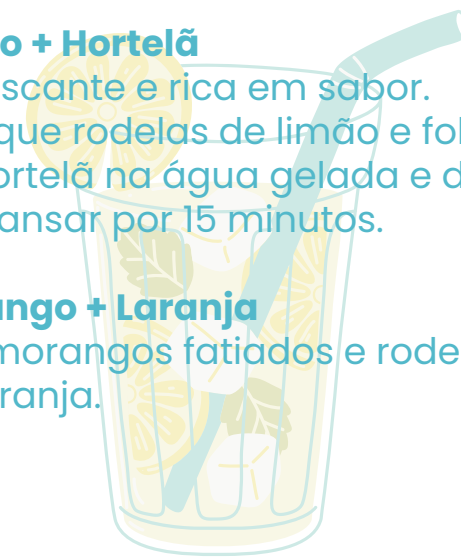 o + Hortelã
scante e rica em sabor.
que rodelas de limão e fol
ortelã na água gelada e d
ansar por 15 minutos.
ngo + Laranja
morangos fatiados e rode
ranja.